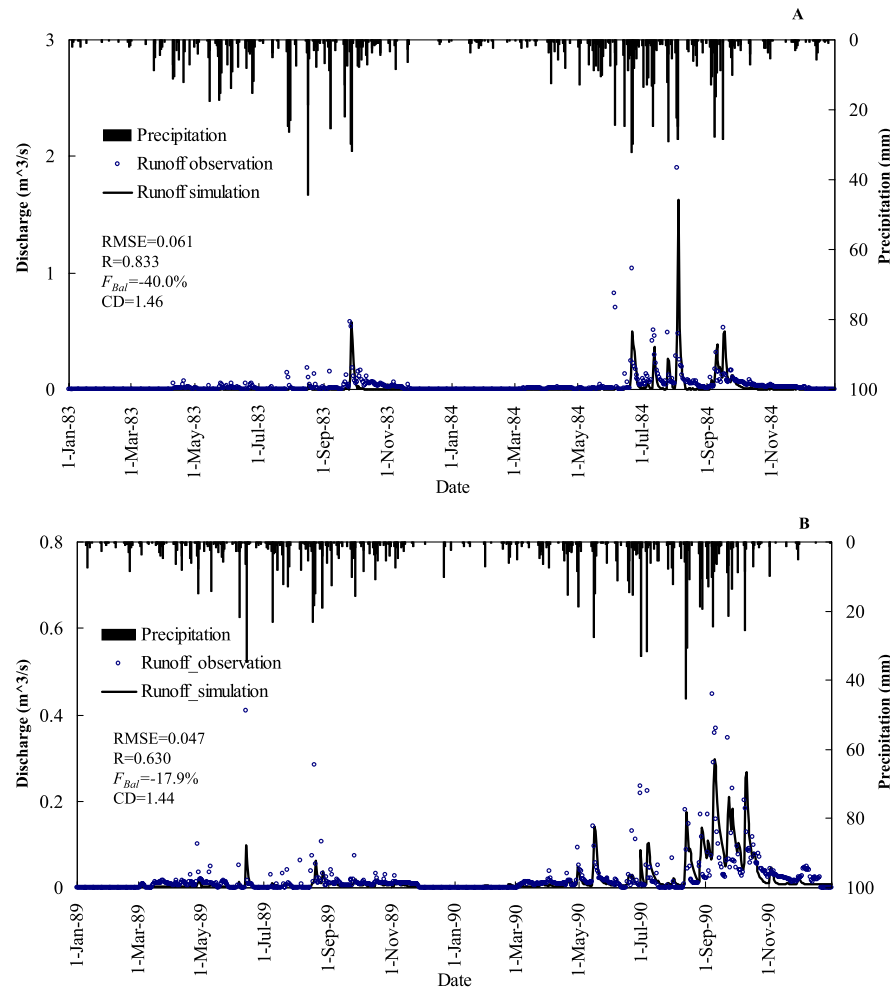 A
3
2
1
0
Discharge (m^3/s)
0
20
40
60
80
100
Precipitation (mm)
Precipitation
Runoff observation
Runoff simulation
RMSE=0.061
R=0.833
F_Bal=-40.0%
CD=1.46
1-Jan-83
1-Mar-83
1-May-83
1-Jul-83
1-Sep-83
1-Nov-83
1-Jan-84
1-Mar-84
1-May-84
1-Jul-84
1-Sep-84
1-Nov-84
Date
B
0.8
0.6
0.4
0.2
0
Discharge (m^3/s)
0
20
40
60
80
100
Precipitation (mm)
Precipitation
Runoff_observation
Runoff_simulation
RMSE=0.047
R=0.630
F_Bal=-17.9%
CD=1.44
1-Jan-89
1-Mar-89
1-May-89
1-Jul-89
1-Sep-89
1-Nov-89
1-Jan-90
1-Mar-90
1-May-90
1-Jul-90
1-Sep-90
1-Nov-90
Date